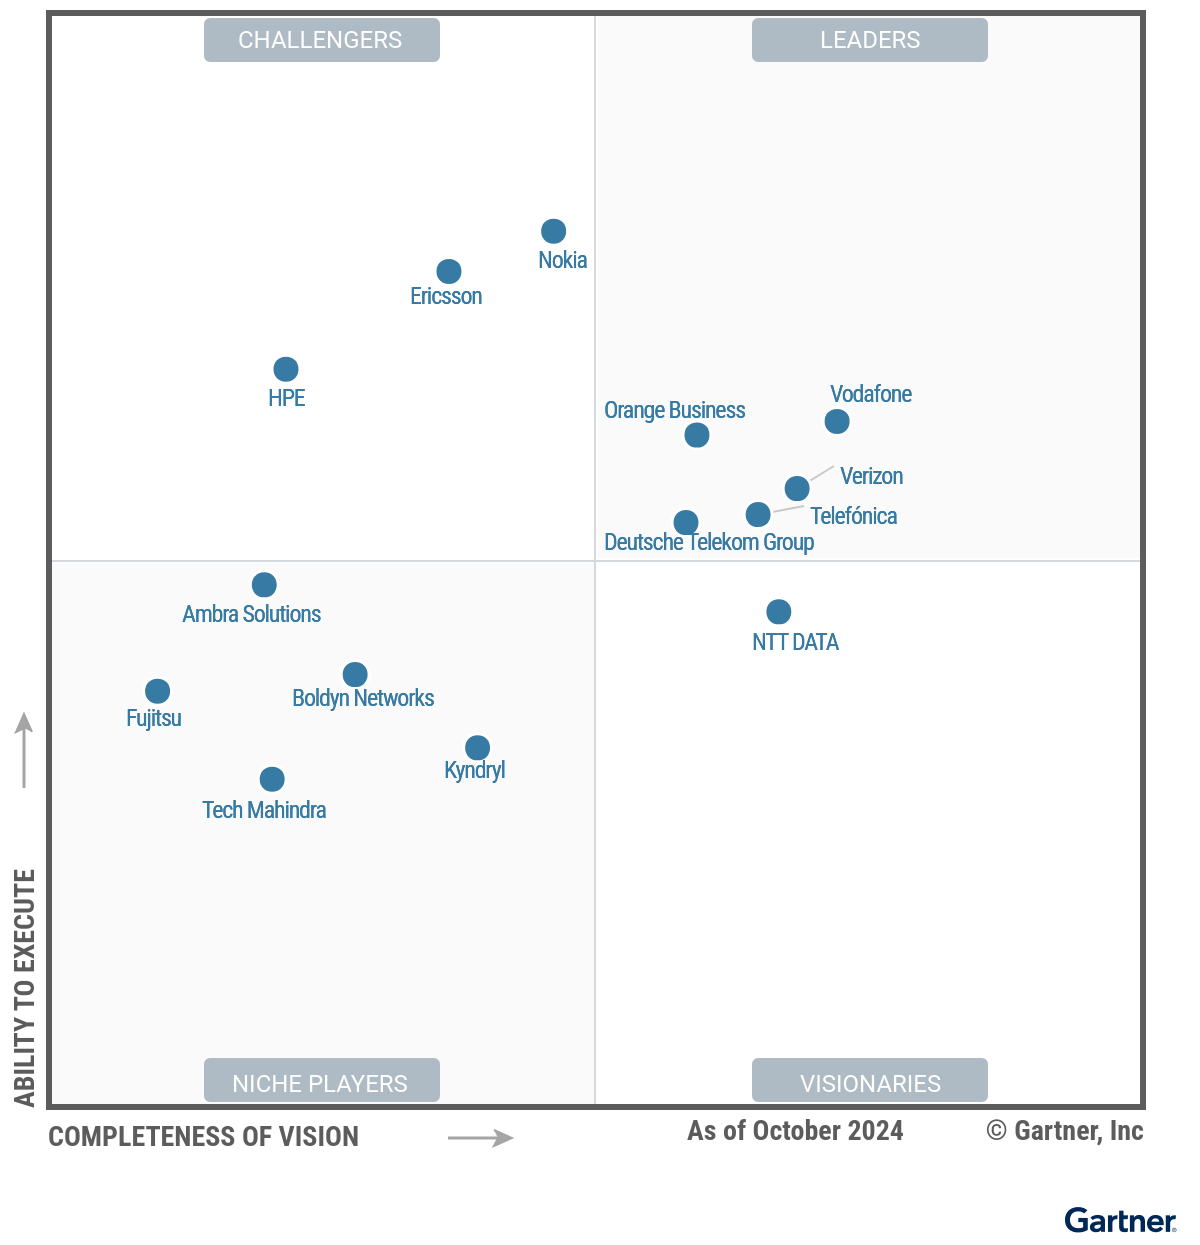 CHALLENGERS
LEADERS
Nokia
Ericsson
HPE
Vodafone
Orange Business
Verizon
Telefónica
Deutsche Telekom Group
Ambra Solutions
NTT DATA
Boldyn Networks
Fujitsu
Kyndryl
Tech Mahindra
ABILITY TO EXECUTE
NICHE PLAYERS
VISIONARIES
COMPLETENESS OF VISION
As of October 2024
© Gartner, Inc
Gartner®